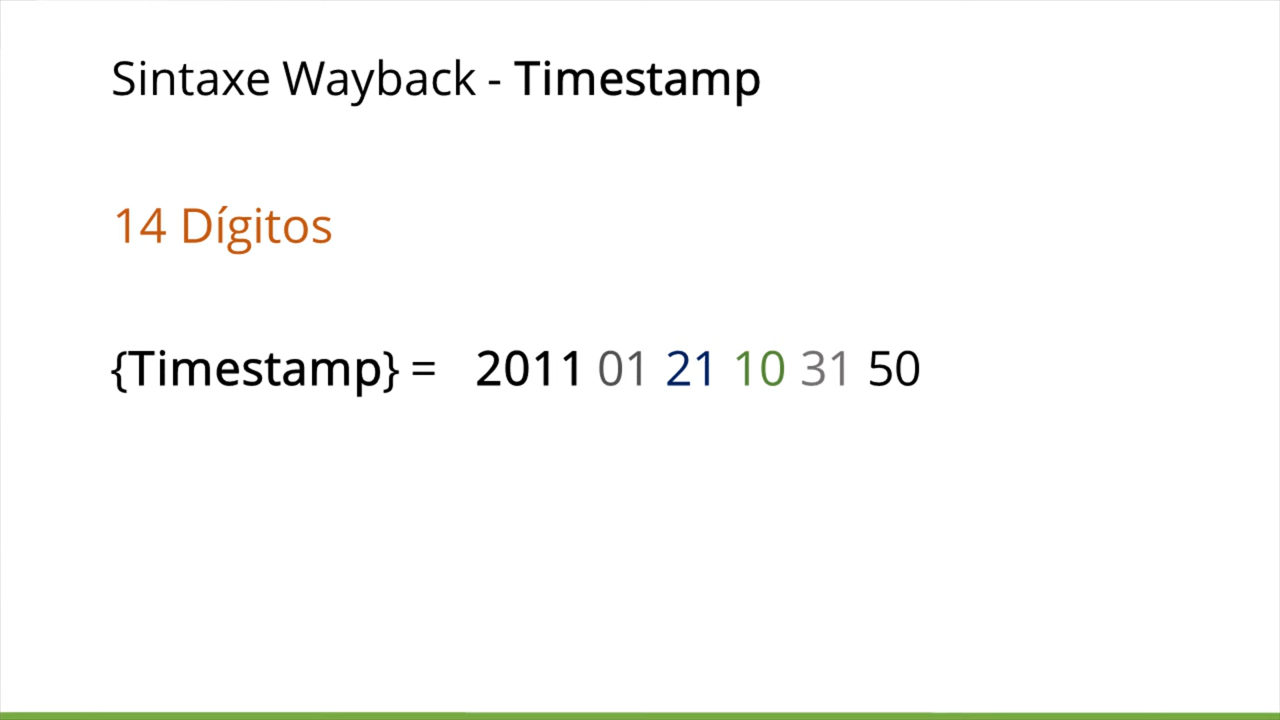 Sintaxe Wayback - Timestamp
14 Dígitos
{Timestamp} = 2011 01 21 10 31 50